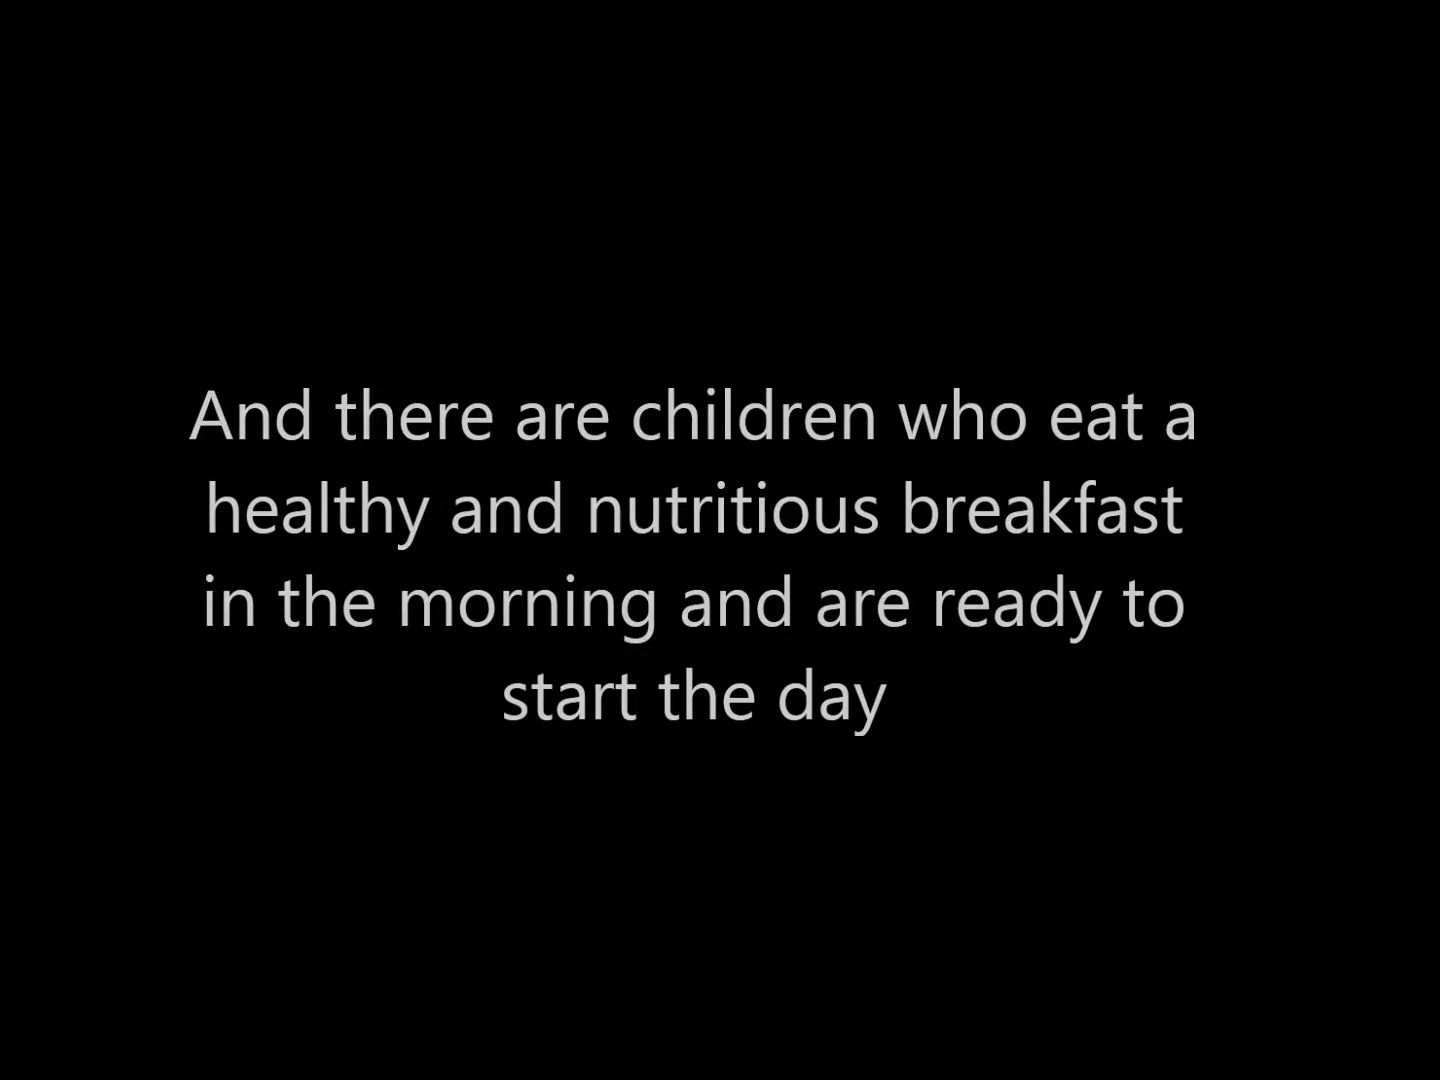 And there are children who eat a
healthy and nutritious breakfast
in the morning and are ready to
start the day